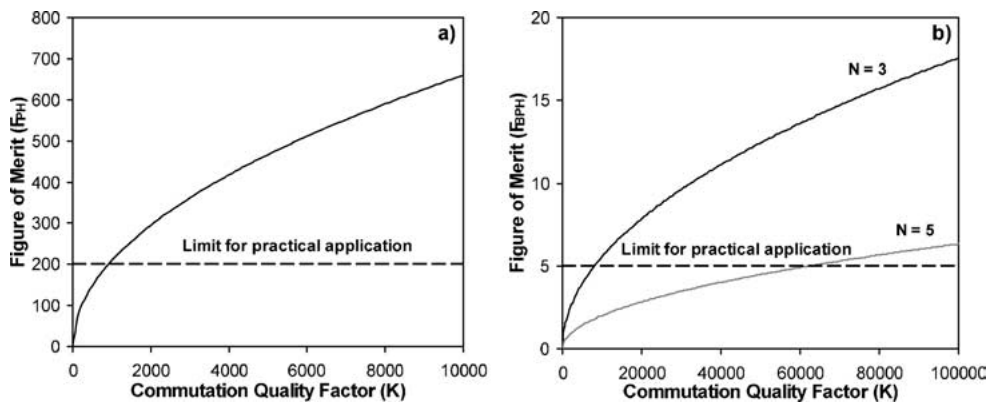 a)
800
700
600
500
400
300
200
100
0
Figure of Merit (FPH)
Limit for practical application
0 2000 4000 6000 8000 10000
Commutation Quality Factor (K)
b)
20
15
10
5
0
Figure of Merit (FBPH)
N = 3
N = 5
Limit for practical application
0 20000 40000 60000 80000 100000
Commutation Quality Factor (K)